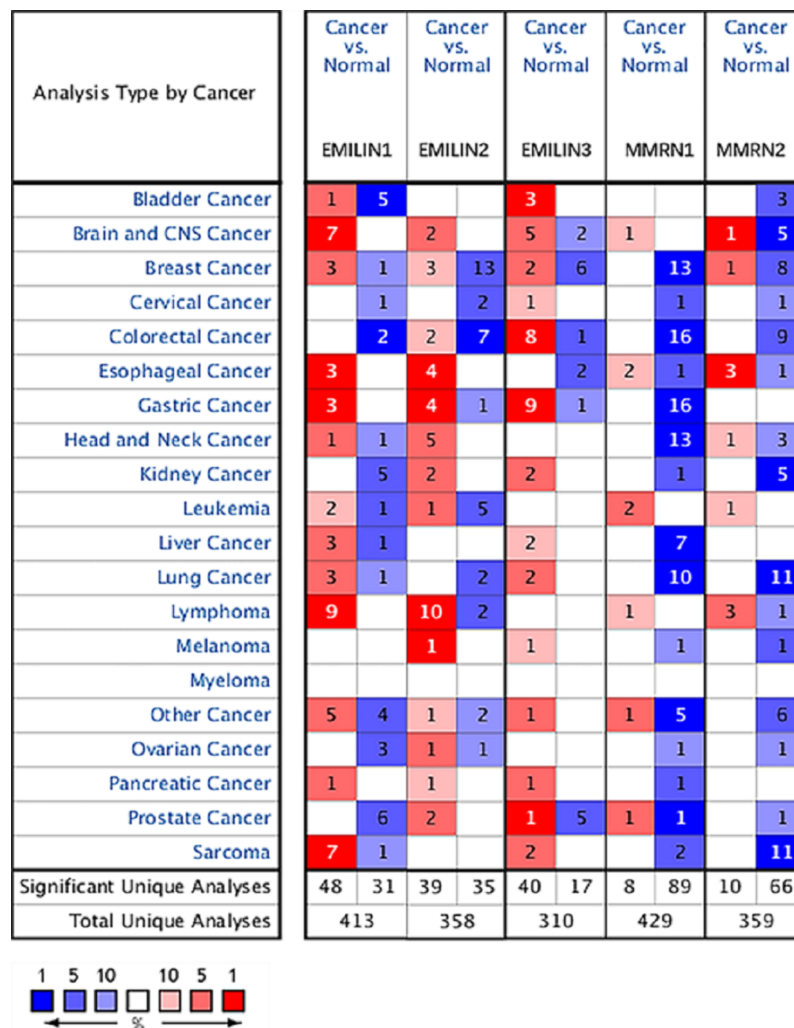 Analysis Type by Cancer
Cancer vs. Normal Cancer vs. Normal Cancer vs. Normal Cancer vs. Normal Cancer vs. Normal
EMILIN1 EMILIN2 EMILIN3 MMRN1 MMRN2
Bladder Cancer 1 5 3 3
Brain and CNS Cancer 7 2 5 2 1 1 5
Breast Cancer 3 1 3 13 2 6 13 1 8
Cervical Cancer 1 2 1 1 1
Colorectal Cancer 2 2 7 8 1 16 9
Esophageal Cancer 3 4 2 2 1 3 1
Gastric Cancer 3 4 1 9 1 16
Head and Neck Cancer 1 1 5 13 1 3
Kidney Cancer 5 2 2 1 5
Leukemia 2 1 1 5 2 1
Liver Cancer 3 1 2 7
Lung Cancer 3 1 2 2 10 11
Lymphoma 9 10 2 1 3 1
Melanoma 1 1 1 1
Myeloma
Other Cancer 5 4 1 2 1 1 5 6
Ovarian Cancer 3 1 1 1 1
Pancreatic Cancer 1 1 1 1
Prostate Cancer 6 2 1 5 1 1 1
Sarcoma 7 1 2 2 11
Significant Unique Analyses 48 31 39 35 40 17 8 89 10 66
Total Unique Analyses 413 358 310 429 359
1 5 10 10 5 1
%